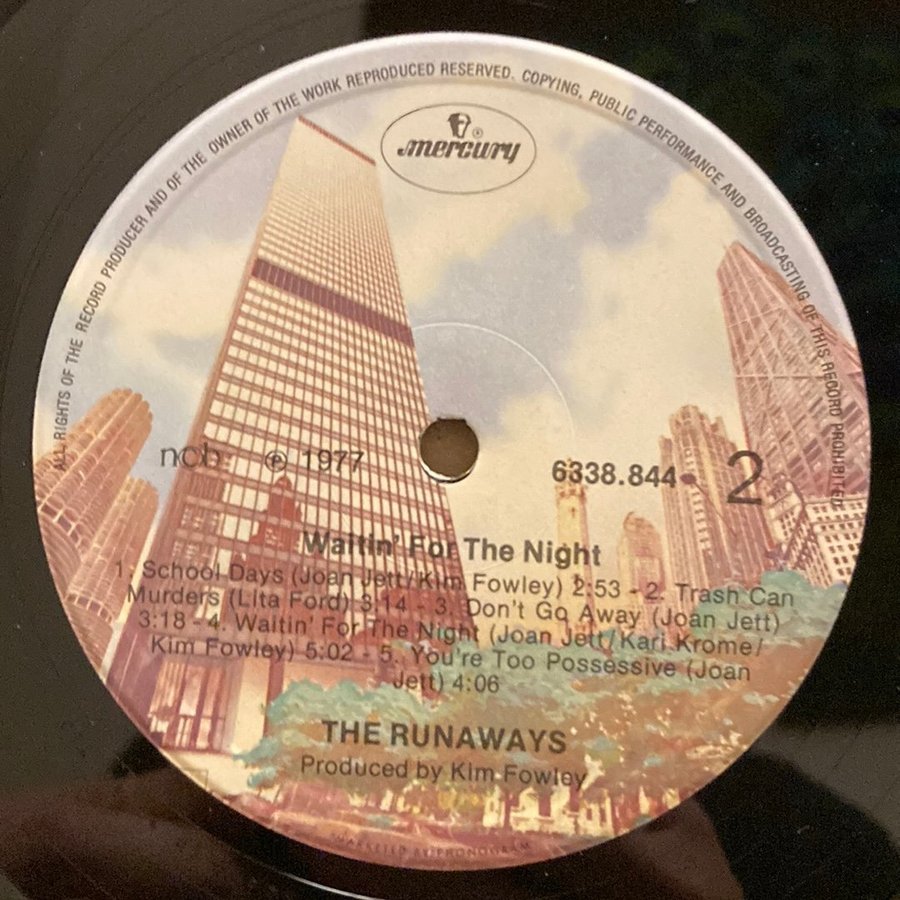 ALL RIGHTS OF THE RECORD PRODUCER AND OF THE OWNER OF THE WORK REPRODUCED RESERVED. COPYING, PUBLIC PERFORMANCE AND BROADCASTING OF THIS RECORD PROHIBITED
mercury ®
ncb ℗ 1977
6338.844 2
Waitin' For The Night
1. School Days (Joan Jett/Kim Fowley) 2:53 - 2. Trash Can
Murders (Lita Ford) 3:14 - 3. Don't Go Away (Joan Jett)
3:18 - 4. Waitin' For The Night (Joan Jett/Kari Krome/
Kim Fowley) 5:02 - 5. You're Too Possessive (Joan
Jett) 4:06
THE RUNAWAYS
Produced by Kim Fowley
MARKETED BY PHONOGRAM